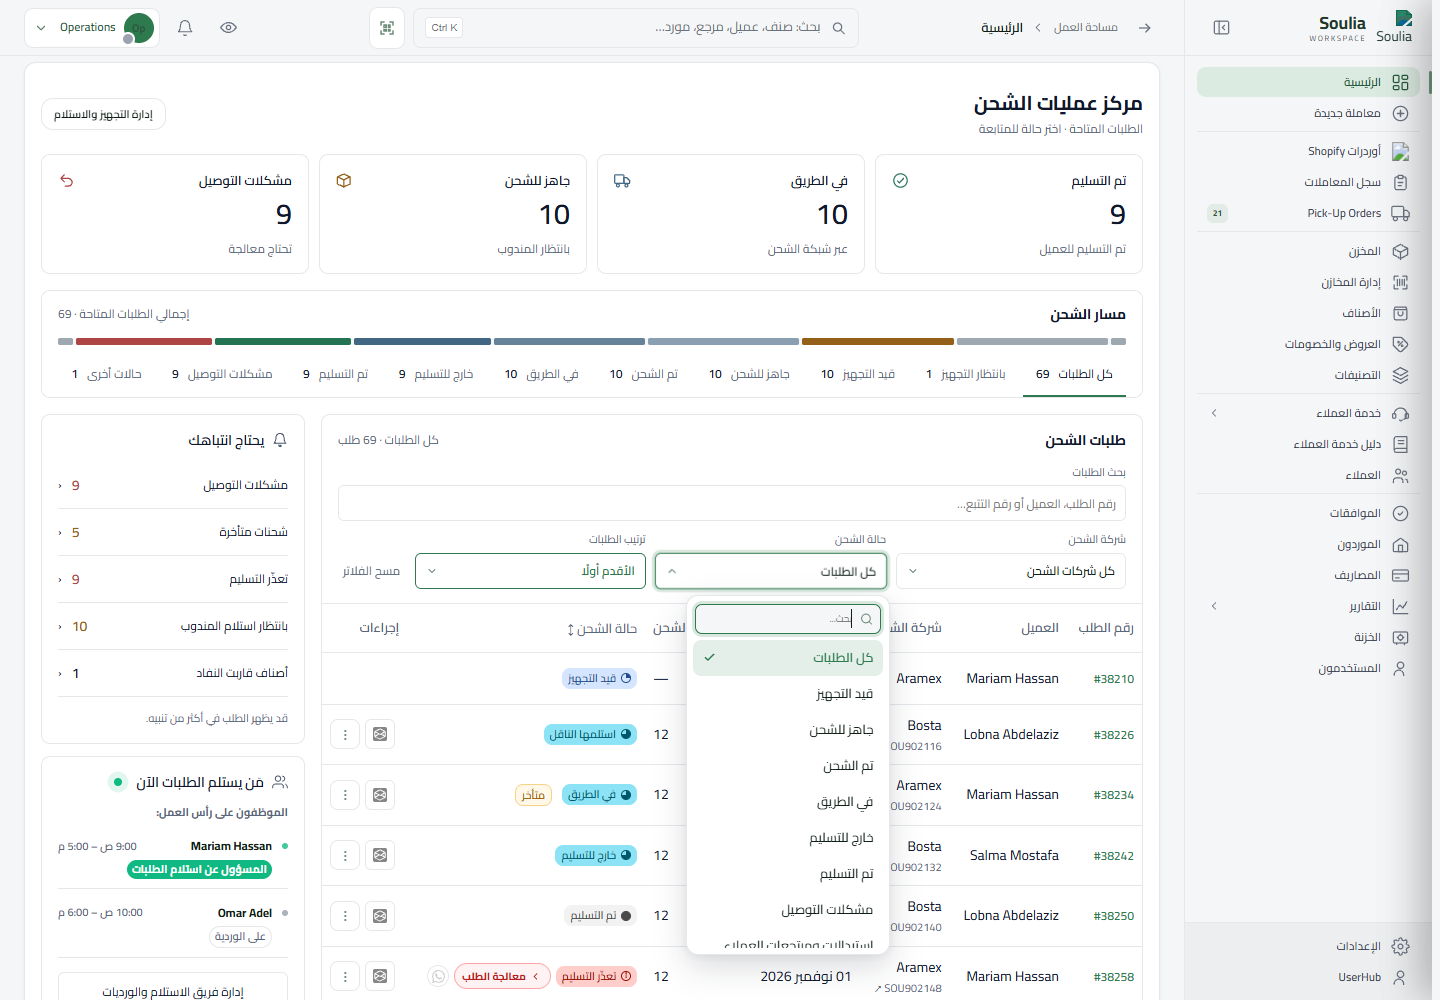 Soulia
WORKSPACE
Soulia
الرئيسية
معاملة جديدة
أوردرات Shopify
سجل المعاملات
Pick-Up Orders
21
المخزن
إدارة المخازن
الأصناف
العروض والخصومات
التصنيفات
خدمة العملاء
دليل خدمة العملاء
العملاء
الموافقات
الموردون
المصاريف
التقارير
الخزنة
المستخدمون
الإعدادات
UserHub
مساحة العمل
الرئيسية
بحث: صنف، عميل، مرجع، مورد...
Ctrl K
Operations
مركز عمليات الشحن
الطلبات المتاحة · اختر حالة للمتابعة
إدارة التجهيز والاستلام
تم التسليم
9
تم التسليم للعميل
في الطريق
10
عبر شبكة الشحن
جاهز للشحن
10
بانتظار المندوب
مشكلات التوصيل
9
تحتاج معالجة
مسار الشحن
إجمالي الطلبات المتاحة · 69
كل الطلبات 69
بانتظار التجهيز 1
قيد التجهيز 10
جاهز للشحن 10
تم الشحن 10
في الطريق 10
خارج للتسليم 9
تم التسليم 9
مشكلات التوصيل 9
حالات أخرى 1
طلبات الشحن
كل الطلبات · 69 طلب
بحث الطلبات
رقم الطلب، العميل أو رقم التتبع...
شركة الشحن
كل شركات الشحن
حالة الشحن
كل الطلبات
ترتيب الطلبات
الأقدم أولًا
مسح الفلاتر
بحث...
كل الطلبات
قيد التجهيز
جاهز للشحن
تم الشحن
في الطريق
خارج للتسليم
تم التسليم
مشكلات التوصيل
استبدالات ومرتجعات العملاء
رقم الطلب
العميل
شركة الش
الشحن
حالة الشحن
إجراءات
#38210
Mariam Hassan
Aramex
—
قيد التجهيز
#38226
Lobna Abdelaziz
Bosta
OU902116
12
استلمها الناقل
#38234
Mariam Hassan
Aramex
OU902124
12
في الطريق
متأخر
#38242
Salma Mostafa
Bosta
OU902132
12
خارج للتسليم
#38250
Lobna Abdelaziz
Bosta
OU902140
12
تم التسليم
#38258
Mariam Hassan
Aramex
SOU902148
01 نوفمبر 2026
12
تعذّر التسليم
معالجة الطلب
يحتاج انتباهك
مشكلات التوصيل 9
شحنات متأخرة 5
تعذّر التسليم 9
بانتظار استلام المندوب 10
أصناف قاربت النفاد 1
قد يظهر الطلب في أكثر من تنبيه.
مَن يستلم الطلبات الآن
الموظفون على رأس العمل:
Mariam Hassan
9:00 ص – 5:00 م
المسؤول عن استلام الطلبات
Omar Adel
10:00 ص – 6:00 م
على الوردية
إدارة فريق الاستلام والورديات